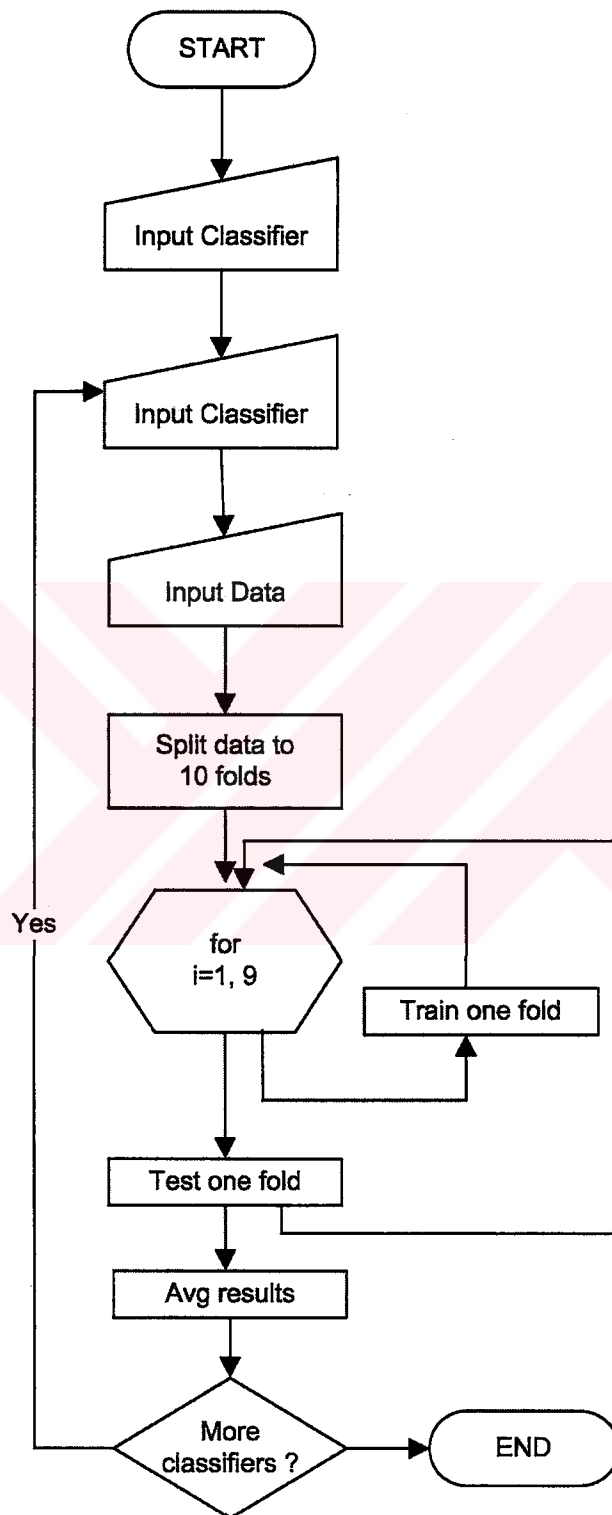 START
Input Classifier
Input Classifier
Input Data
Split data to
10 folds
Yes
for
i=1, 9
Train one fold
Test one fold
Avg results
More
classifiers ?
END